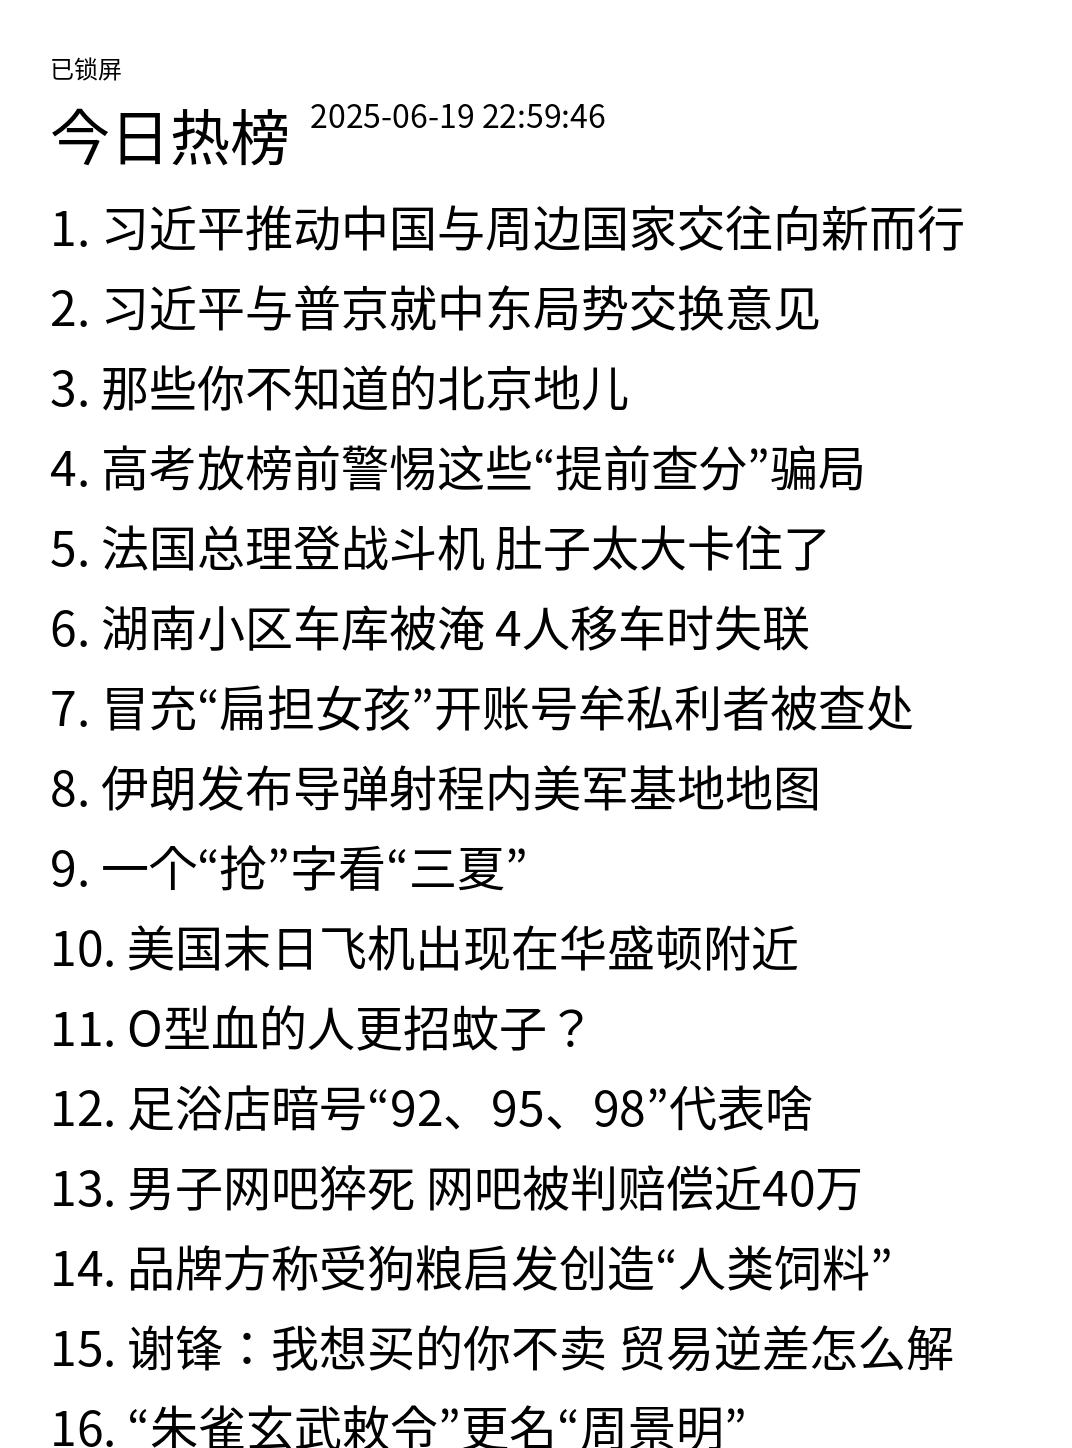 已锁屏
今日热榜 2025-06-19 22:59:46
1. 习近平推动中国与周边国家交往向新而行
2. 习近平与普京就中东局势交换意见
3. 那些你不知道的北京地儿
4. 高考放榜前警惕这些“提前查分”骗局
5. 法国总理登战斗机 肚子太大卡住了
6. 湖南小区车库被淹 4人移车时失联
7. 冒充“扁担女孩”开账号牟私利者被查处
8. 伊朗发布导弹射程内美军基地地图
9. 一个“抢”字看“三夏”
10. 美国末日飞机出现在华盛顿附近
11. O型血的人更招蚊子？
12. 足浴店暗号“92、95、98”代表啥
13. 男子网吧猝死 网吧被判赔偿近40万
14. 品牌方称受狗粮启发创造“人类饲料”
15. 谢锋：我想买的你不卖 贸易逆差怎么解
16. “朱雀玄武敕令”更名“周景明”